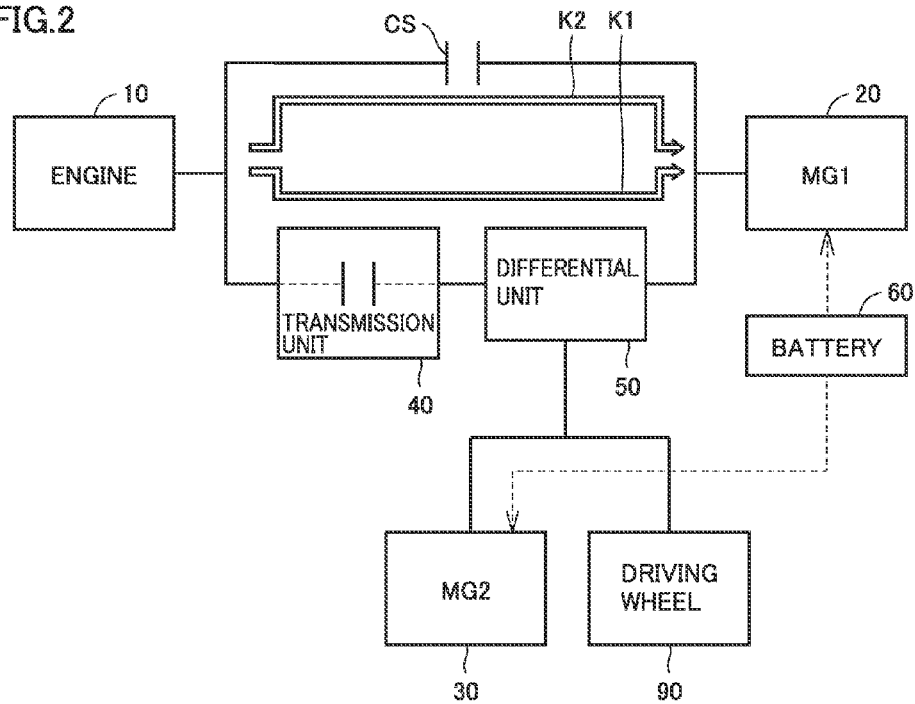 FIG.2
CS
K2
K1
10
20
ENGINE
MG1
DIFFERENTIAL
UNIT
TRANSMISSION
UNIT
60
BATTERY
40
50
MG2
DRIVING
WHEEL
30
90